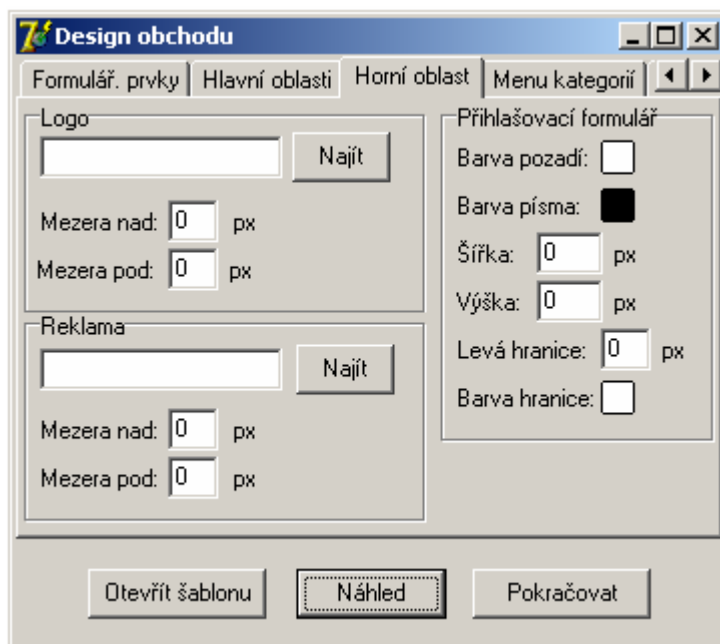 Design obchodu
Formulář. prvky Hlavní oblasti Horní oblast Menu kategorií
Logo
Najít
Mezera nad: 0 px
Mezera pod: 0 px
Reklama
Najít
Mezera nad: 0 px
Mezera pod: 0 px
Přihlašovací formulář
Barva pozadí:
Barva písma:
Šířka: 0 px
Výška: 0 px
Levá hranice: 0 px
Barva hranice:
Otevřít šablonu Náhled Pokračovat